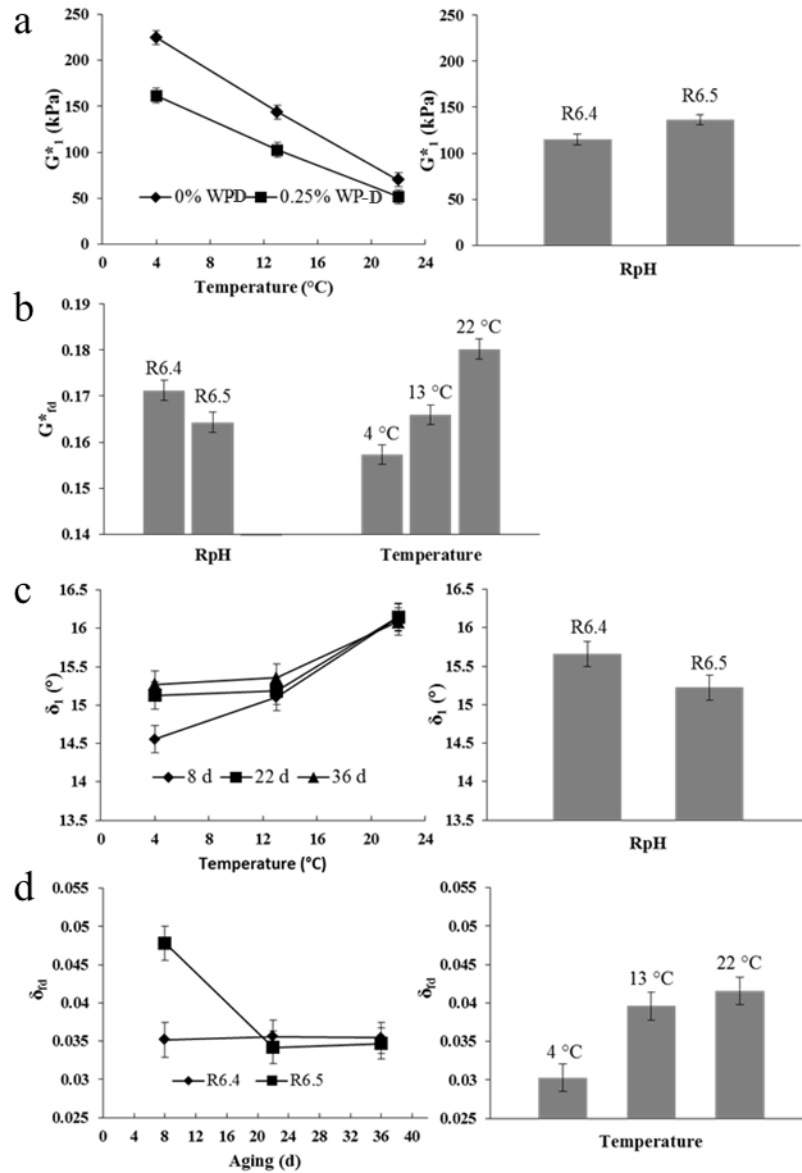 a
250
200
150
100
50
0
G*1 (kPa)
0% WPD 0.25% WP-D
0 4 8 12 16 20 24
Temperature (°C)
250
200
150
100
50
0
G*1 (kPa)
R6.4
R6.5
RpH
b
0.19
0.18
0.17
0.16
0.15
0.14
G*fd
R6.4
R6.5
4 °C
13 °C
22 °C
RpH Temperature
c
16.5
16
15.5
15
14.5
14
13.5
δ1 (°)
8 d 22 d 36 d
0 4 8 12 16 20 24
Temperature (°C)
16.5
16
15.5
15
14.5
14
13.5
δ1 (°)
R6.4
R6.5
RpH
d
0.055
0.05
0.045
0.04
0.035
0.03
0.025
δfd
R6.4 R6.5
0 4 8 12 16 20 24 28 32 36 40
Aging (d)
0.055
0.05
0.045
0.04
0.035
0.03
0.025
δfd
4 °C
13 °C
22 °C
Temperature